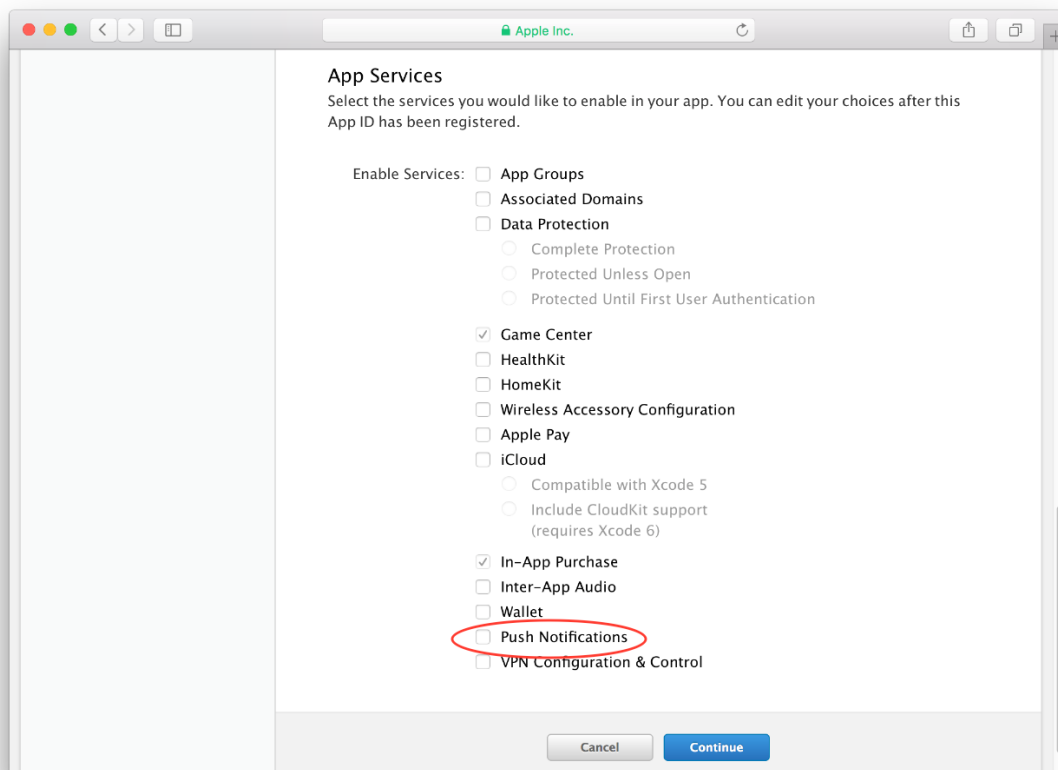 Apple Inc.
App Services
Select the services you would like to enable in your app. You can edit your choices after this
App ID has been registered.
Enable Services: App Groups
Associated Domains
Data Protection
Complete Protection
Protected Unless Open
Protected Until First User Authentication
Game Center
HealthKit
HomeKit
Wireless Accessory Configuration
Apple Pay
iCloud
Compatible with Xcode 5
Include CloudKit support
(requires Xcode 6)
In-App Purchase
Inter-App Audio
Wallet
Push Notifications
VPN Configuration & Control
Cancel Continue